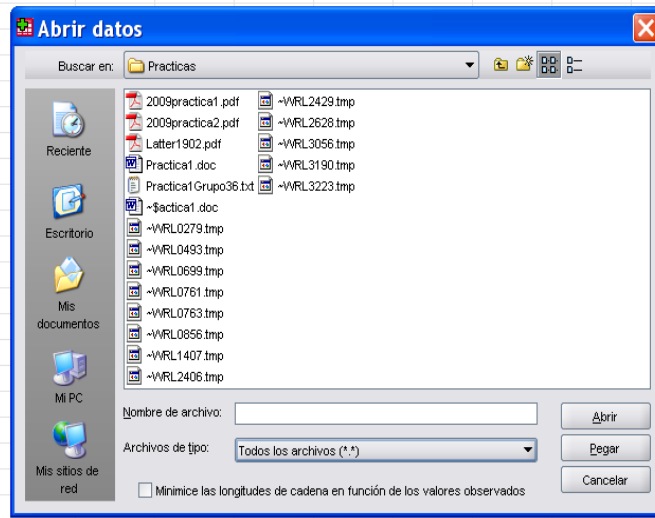 Abrir datos
Buscar en: Practicas
Reciente
Escritorio
Mis
documentos
Mi PC
Mis sitios de
red
2009practica1.pdf
2009practica2.pdf
Latter1902.pdf
Practica1.doc
Practica1Grupo36.txt
~$actica1.doc
~WRL0279.tmp
~WRL0493.tmp
~WRL0699.tmp
~WRL0761.tmp
~WRL0763.tmp
~WRL0856.tmp
~WRL1407.tmp
~WRL2406.tmp
~WRL2429.tmp
~WRL2628.tmp
~WRL3056.tmp
~WRL3190.tmp
~WRL3223.tmp
Nombre de archivo:
Abrir
Archivos de tipo: Todos los archivos (*.*)
Pegar
Minimice las longitudes de cadena en función de los valores observados
Cancelar